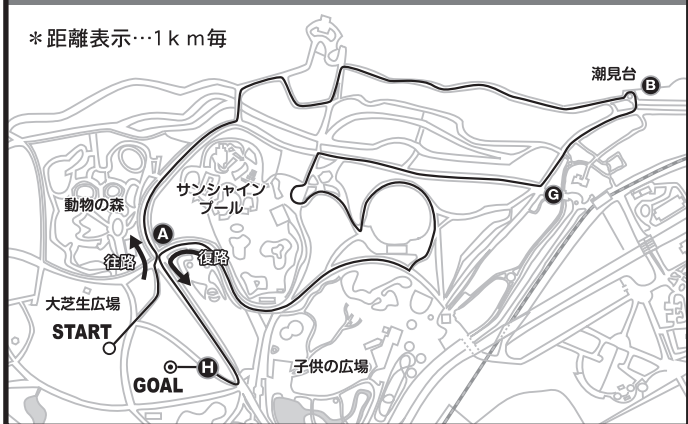 ＊距離表示…1ｋｍ毎
潮見台
B
動物の森
サンシャイン
プール
G
A
往路
復路
大芝生広場
START
GOAL
H
子供の広場